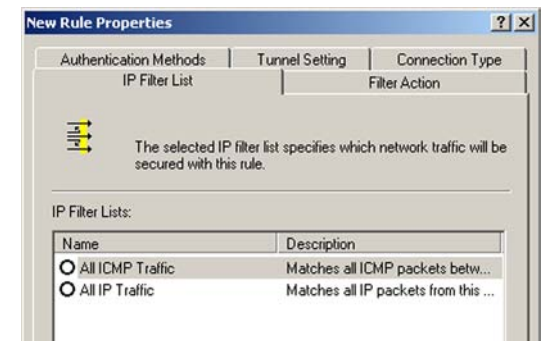 New Rule Properties
Authentication Methods Tunnel Setting Connection Type
IP Filter List Filter Action
The selected IP filter list specifies which network traffic will be
secured with this rule.
IP Filter Lists:
Name Description
All ICMP Traffic Matches all ICMP packets betw...
All IP Traffic Matches all IP packets from this ...